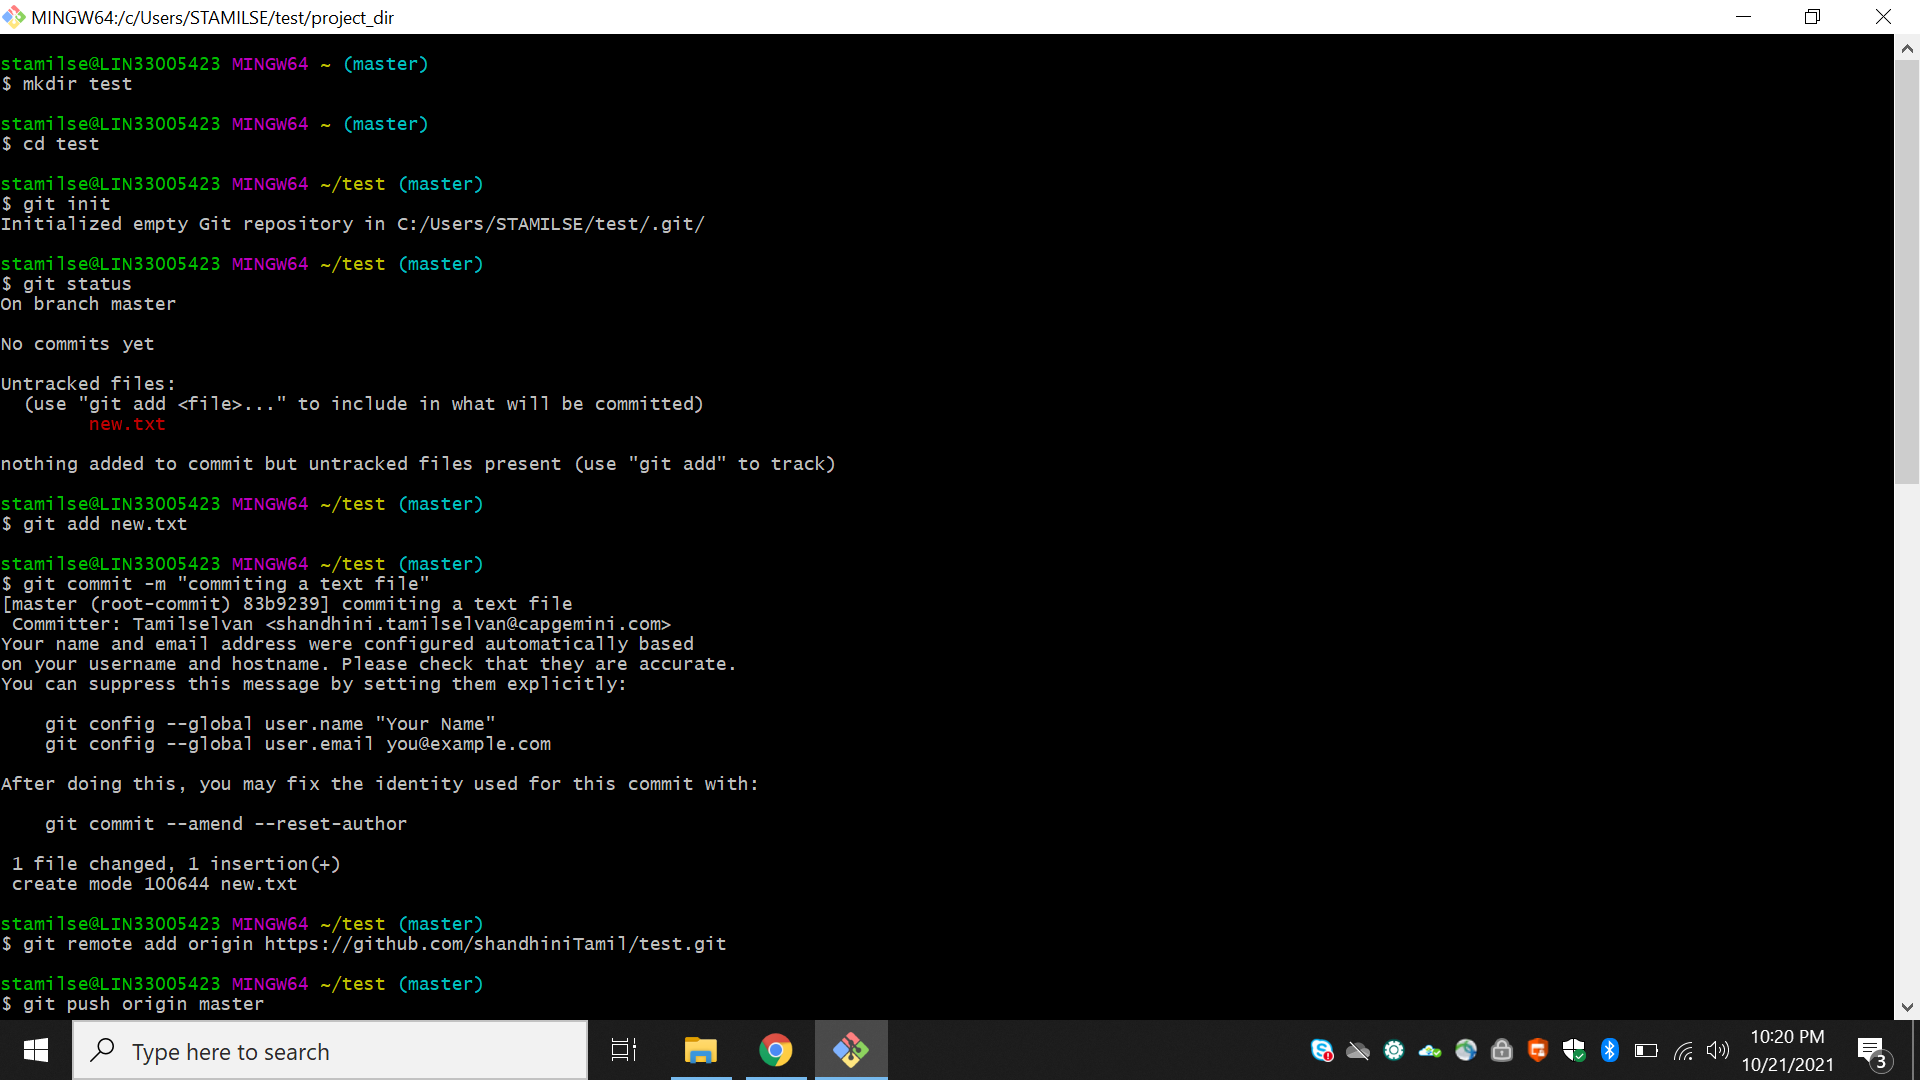 MINGW64:/c/Users/STAMILSE/test/project_dir
stamilse@LIN33005423 MINGW64 ~ (master)
$ mkdir test
stamilse@LIN33005423 MINGW64 ~ (master)
$ cd test
stamilse@LIN33005423 MINGW64 ~/test (master)
$ git init
Initialized empty Git repository in C:/Users/STAMILSE/test/.git/
stamilse@LIN33005423 MINGW64 ~/test (master)
$ git status
On branch master
No commits yet
Untracked files:
  (use "git add <file>..." to include in what will be committed)
        new.txt
nothing added to commit but untracked files present (use "git add" to track)
stamilse@LIN33005423 MINGW64 ~/test (master)
$ git add new.txt
stamilse@LIN33005423 MINGW64 ~/test (master)
$ git commit -m "commiting a text file"
[master (root-commit) 83b9239] commiting a text file
 Committer: Tamilselvan <shandhini.tamilselvan@capgemini.com>
Your name and email address were configured automatically based
on your username and hostname. Please check that they are accurate.
You can suppress this message by setting them explicitly:
    git config --global user.name "Your Name"
    git config --global user.email you@example.com
After doing this, you may fix the identity used for this commit with:
    git commit --amend --reset-author
 1 file changed, 1 insertion(+)
 create mode 100644 new.txt
stamilse@LIN33005423 MINGW64 ~/test (master)
$ git remote add origin https://github.com/shandhiniTamil/test.git
stamilse@LIN33005423 MINGW64 ~/test (master)
$ git push origin master
Type here to search
10:20 PM
10/21/2021
3